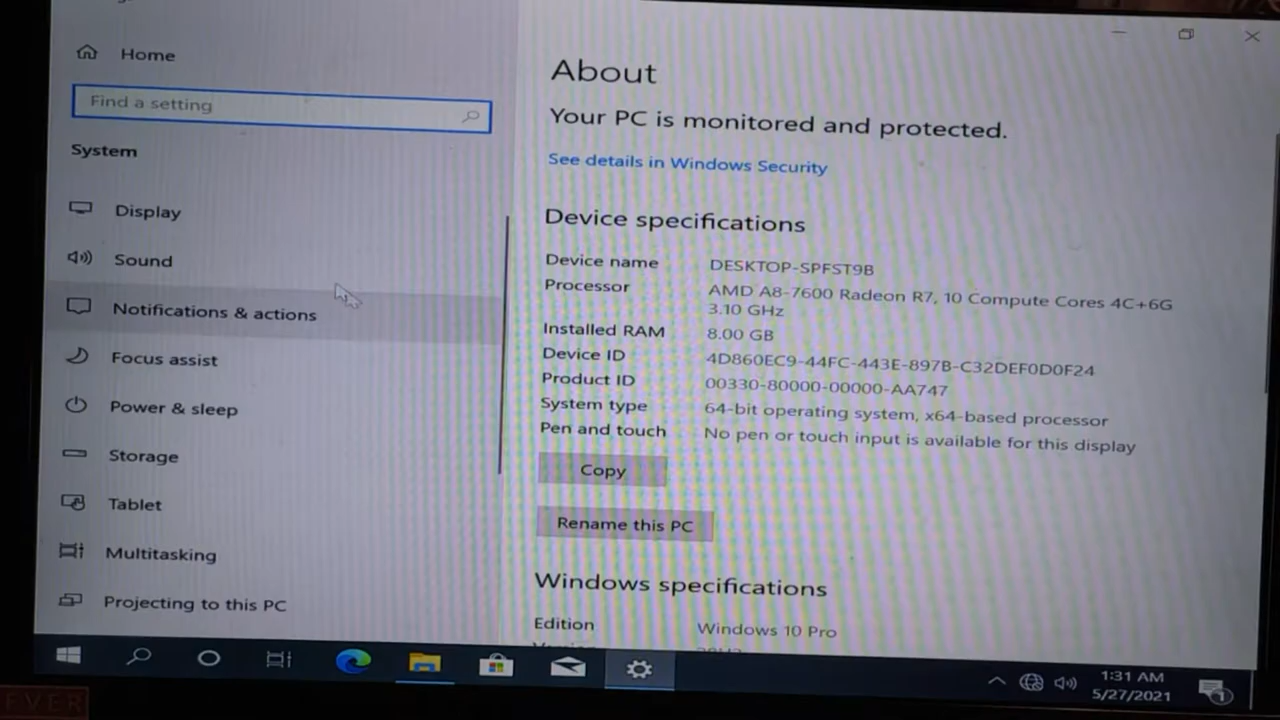 Home
Find a setting
System
Display
Sound
Notifications & actions
Focus assist
Power & sleep
Storage
Tablet
Multitasking
Projecting to this PC
About
Your PC is monitored and protected.
See details in Windows Security
Device specifications
Device name DESKTOP-SPFST9B
Processor AMD A8-7600 Radeon R7, 10 Compute Cores 4C+6G
3.10 GHz
Installed RAM 8.00 GB
Device ID 4D860EC9-44FC-443E-897B-C32DEF0D0F24
Product ID 00330-80000-00000-AA747
System type 64-bit operating system, x64-based processor
Pen and touch No pen or touch input is available for this display
Copy
Rename this PC
Windows specifications
Edition Windows 10 Pro
1:31 AM
5/27/2021
1